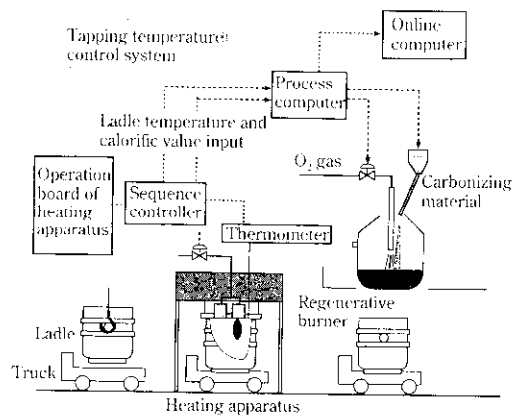 Tapping temperature
control system
Online
computer
Process
computer
Ladle temperature and
calorific value input
O2 gas
Operation
board of
heating
apparatus
Sequence
controller
Carbonizing
material
Thermometer
Regenerative
burner
Ladle
Truck
Heating apparatus